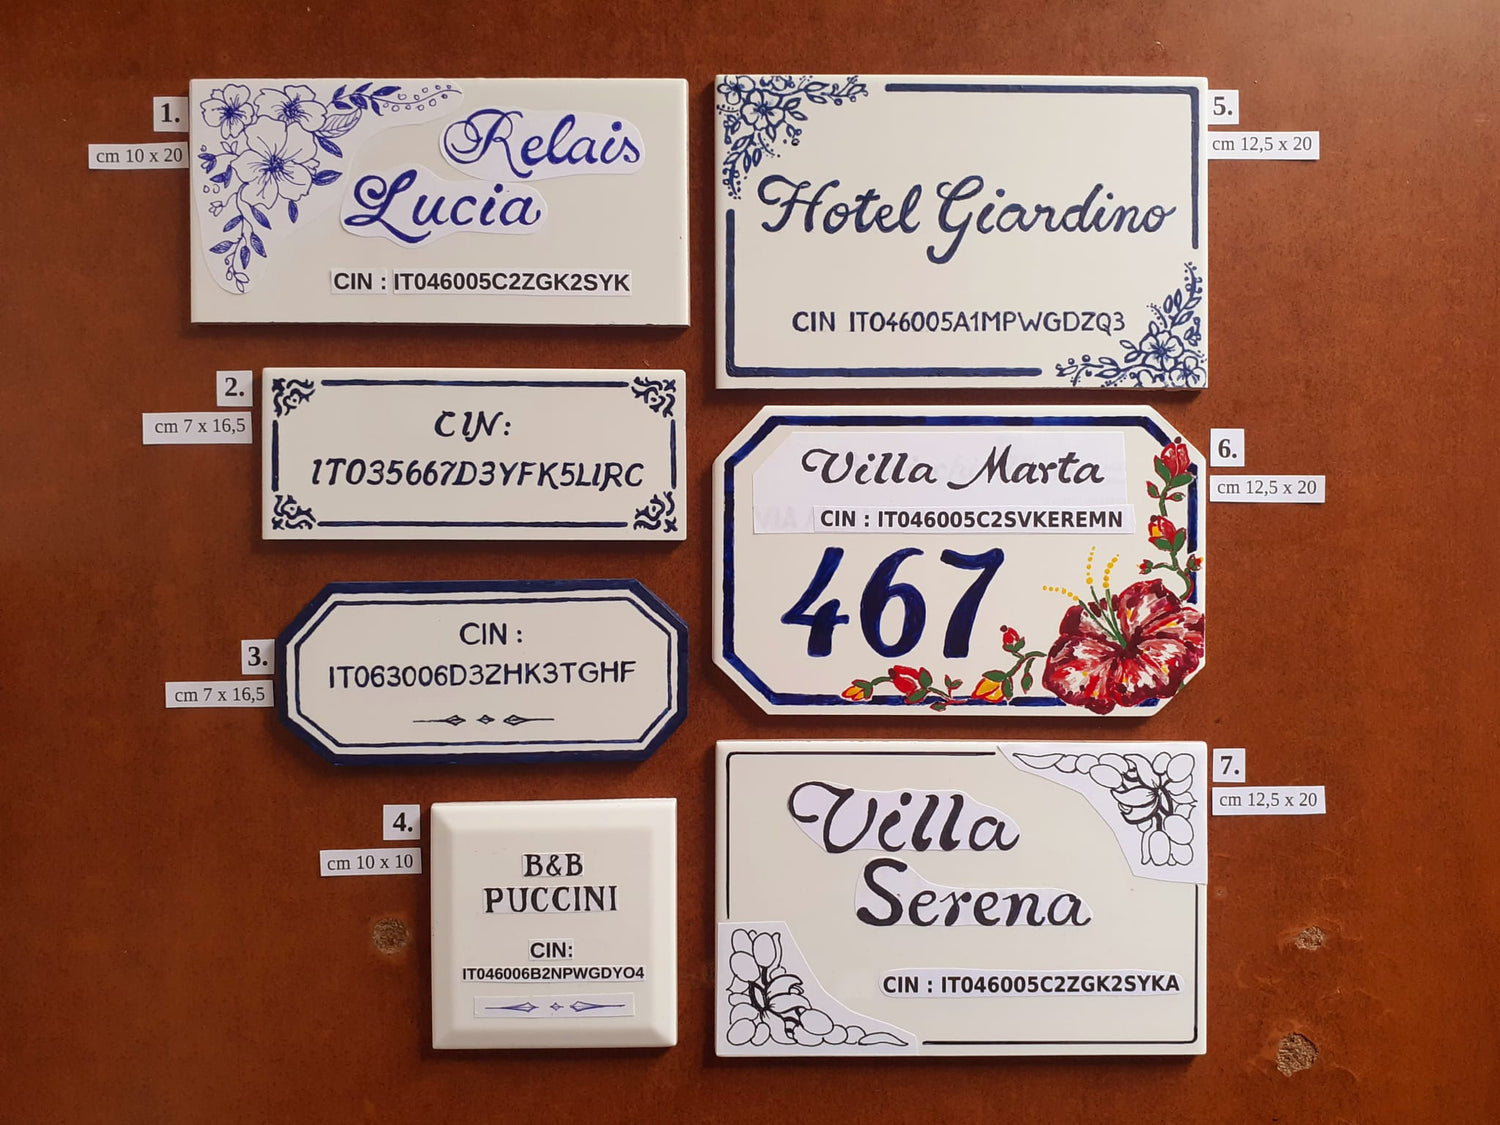 1.
cm 10 x 20
Relais
Lucia
CIN : IT046005C2ZGK2SYK
2.
cm 7 x 16,5
CIN:
IT035667D3YFK5LIRC
3.
cm 7 x 16,5
CIN :
IT063006D3ZHK3TGHF
4.
cm 10 x 10
B&B
PUCCINI
CIN:
IT046006B2NPWGDYO4
5.
cm 12,5 x 20
Hotel Giardino
CIN IT046005A1MPWGDZQ3
6.
cm 12,5 x 20
Villa Marta
CIN : IT046005C2SVKEREMN
467
7.
cm 12,5 x 20
Villa
Serena
CIN : IT046005C2ZGK2SYKA